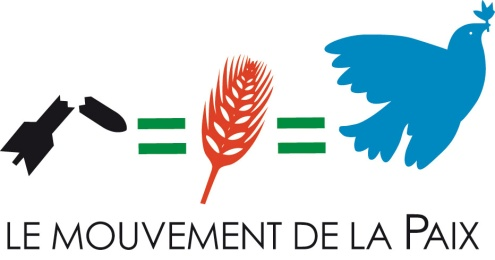 = =
LE MOUVEMENT DE LA PAIX